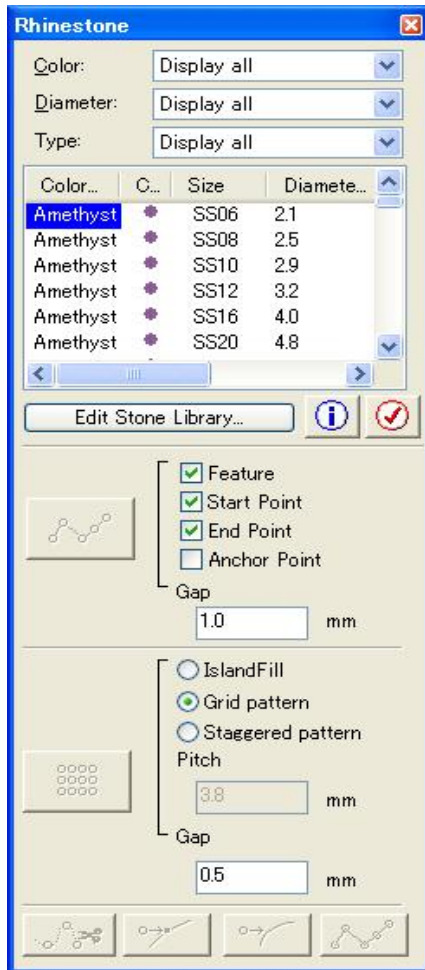 Rhinestone
Color: Display all
Diameter: Display all
Type: Display all
Color... C... Size Diamete...
Amethyst SS06 2.1
Amethyst SS08 2.5
Amethyst SS10 2.9
Amethyst SS12 3.2
Amethyst SS16 4.0
Amethyst SS20 4.8
Edit Stone Library...
Feature
Start Point
End Point
Anchor Point
Gap
1.0 mm
IslandFill
Grid pattern
Staggered pattern
Pitch
3.8 mm
Gap
0.5 mm